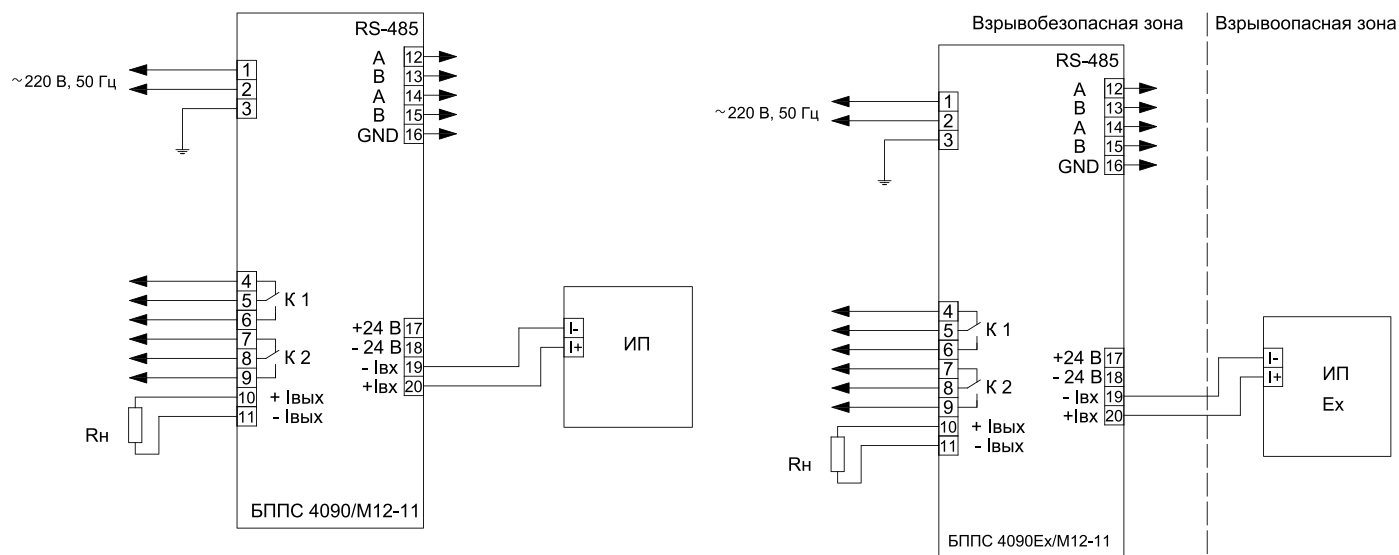 RS-485
A 12
B 13
A 14
B 15
GND 16
~220 В, 50 Гц
1
2
3
4
5
6
К 1
7
8
9
К 2
10 + Iвых
11 - Iвых
Rн
+24 В 17
- 24 В 18
- Iвх 19
+Iвх 20
I-
I+
ИП
БППС 4090/М12-11
Взрывобезопасная зона
Взрывоопасная зона
RS-485
A 12
B 13
A 14
B 15
GND 16
~220 В, 50 Гц
1
2
3
4
5
6
К 1
7
8
9
К 2
10 + Iвых
11 - Iвых
Rн
+24 В 17
- 24 В 18
- Iвх 19
+Iвх 20
I-
I+
ИП
Ex
БППС 4090Ex/М12-11